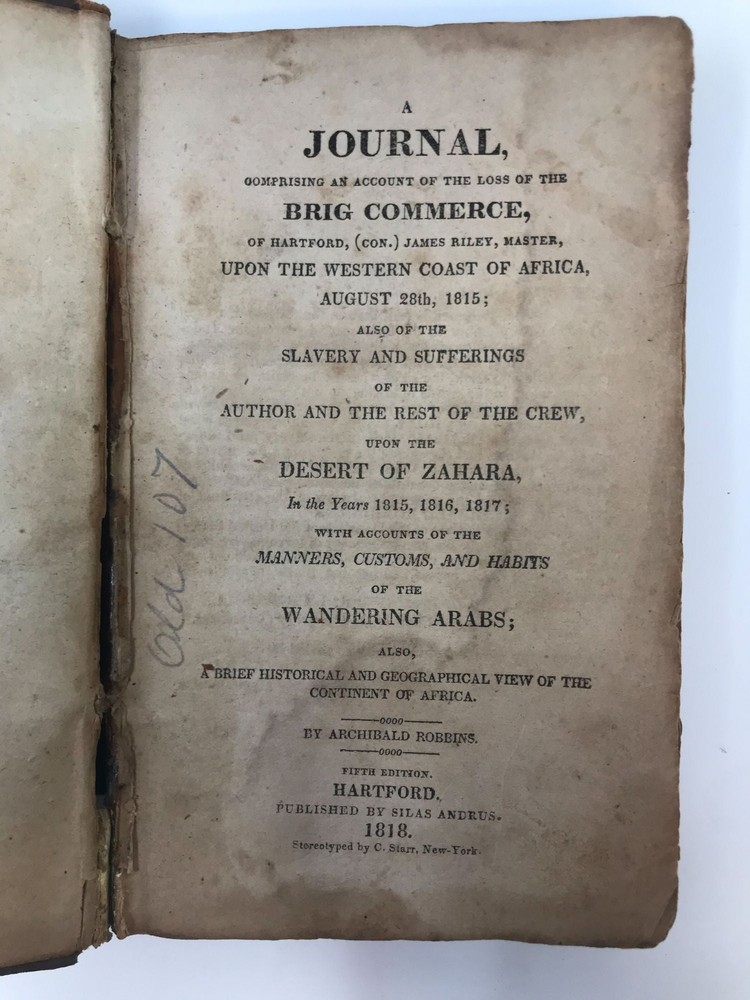 A
JOURNAL,
COMPRISING AN ACCOUNT OF THE LOSS OF THE
BRIG COMMERCE,
OF HARTFORD, (CON.) JAMES RILEY, MASTER,
UPON THE WESTERN COAST OF AFRICA,
AUGUST 28th, 1815;
ALSO OF THE
SLAVERY AND SUFFERINGS
OF THE
AUTHOR AND THE REST OF THE CREW,
UPON THE
DESERT OF ZAHARA,
In the Years 1815, 1816, 1817;
WITH ACCOUNTS OF THE
MANNERS, CUSTOMS, AND HABITS
OF THE
WANDERING ARABS;
ALSO,
A BRIEF HISTORICAL AND GEOGRAPHICAL VIEW OF THE
CONTINENT OF AFRICA.
oooo
BY ARCHIBALD ROBBINS.
oooo
FIFTH EDITION.
HARTFORD.
PUBLISHED BY SILAS ANDRUS.
1818.
Stereotyped by C. Starr, New-York.
Old 107